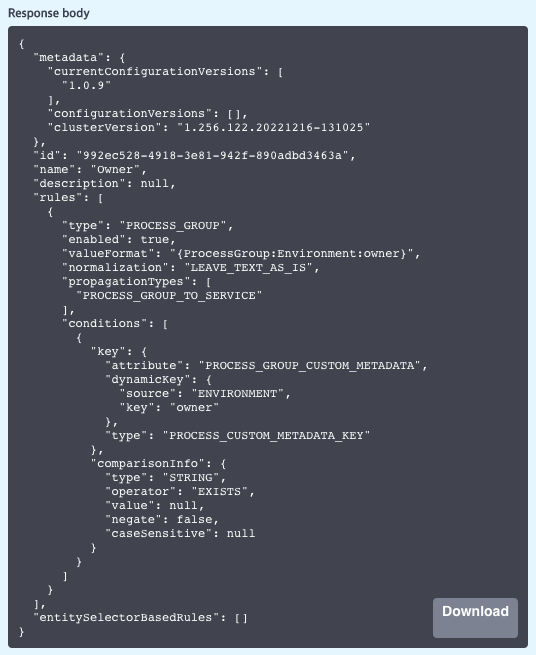 Response body
{
  "metadata": {
    "currentConfigurationVersions": [
      "1.0.9"
    ],
    "configurationVersions": [],
    "clusterVersion": "1.256.122.20221216-131025"
  },
  "id": "992ec528-4918-3e81-942f-890adbd3463a",
  "name": "Owner",
  "description": null,
  "rules": [
    {
      "type": "PROCESS_GROUP",
      "enabled": true,
      "valueFormat": "{ProcessGroup:Environment:owner}",
      "normalization": "LEAVE_TEXT_AS_IS",
      "propagationTypes": [
        "PROCESS_GROUP_TO_SERVICE"
      ],
      "conditions": [
        {
          "key": {
            "attribute": "PROCESS_GROUP_CUSTOM_METADATA",
            "dynamicKey": {
              "source": "ENVIRONMENT",
              "key": "owner"
            },
            "type": "PROCESS_CUSTOM_METADATA_KEY"
          },
          "comparisonInfo": {
            "type": "STRING",
            "operator": "EXISTS",
            "value": null,
            "negate": false,
            "caseSensitive": null
          }
        }
      ]
    }
  ],
  "entitySelectorBasedRules": []
}
Download